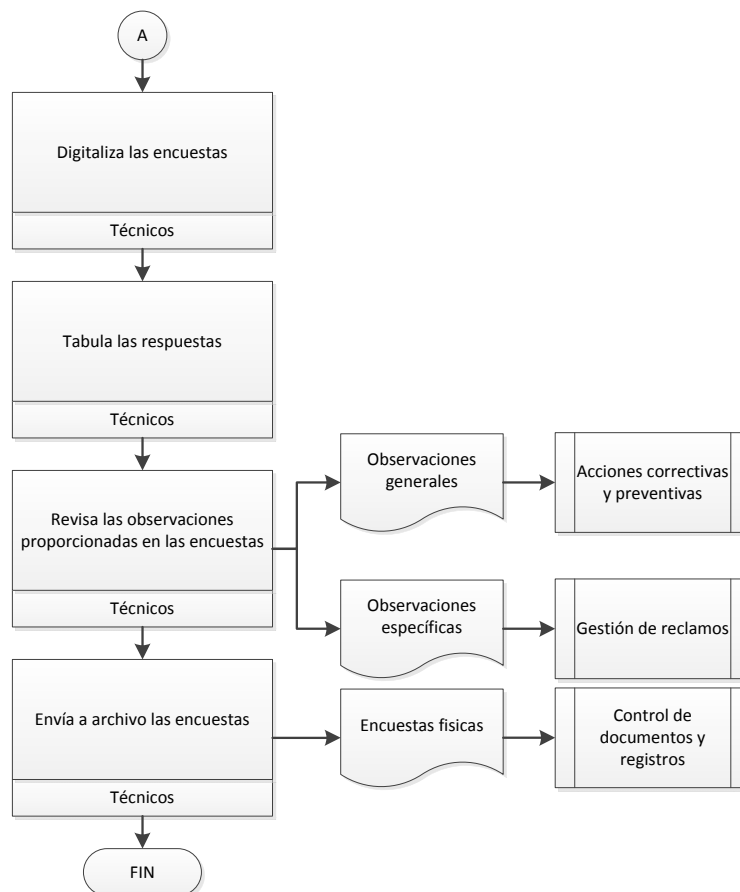 A
Digitaliza las encuestas
Técnicos
Tabula las respuestas
Técnicos
Revisa las observaciones
proporcionadas en las encuestas
Técnicos
Observaciones
generales
Acciones correctivas
y preventivas
Observaciones
específicas
Gestión de reclamos
Envía a archivo las encuestas
Técnicos
Encuestas fisicas
Control de
documentos y
registros
FIN